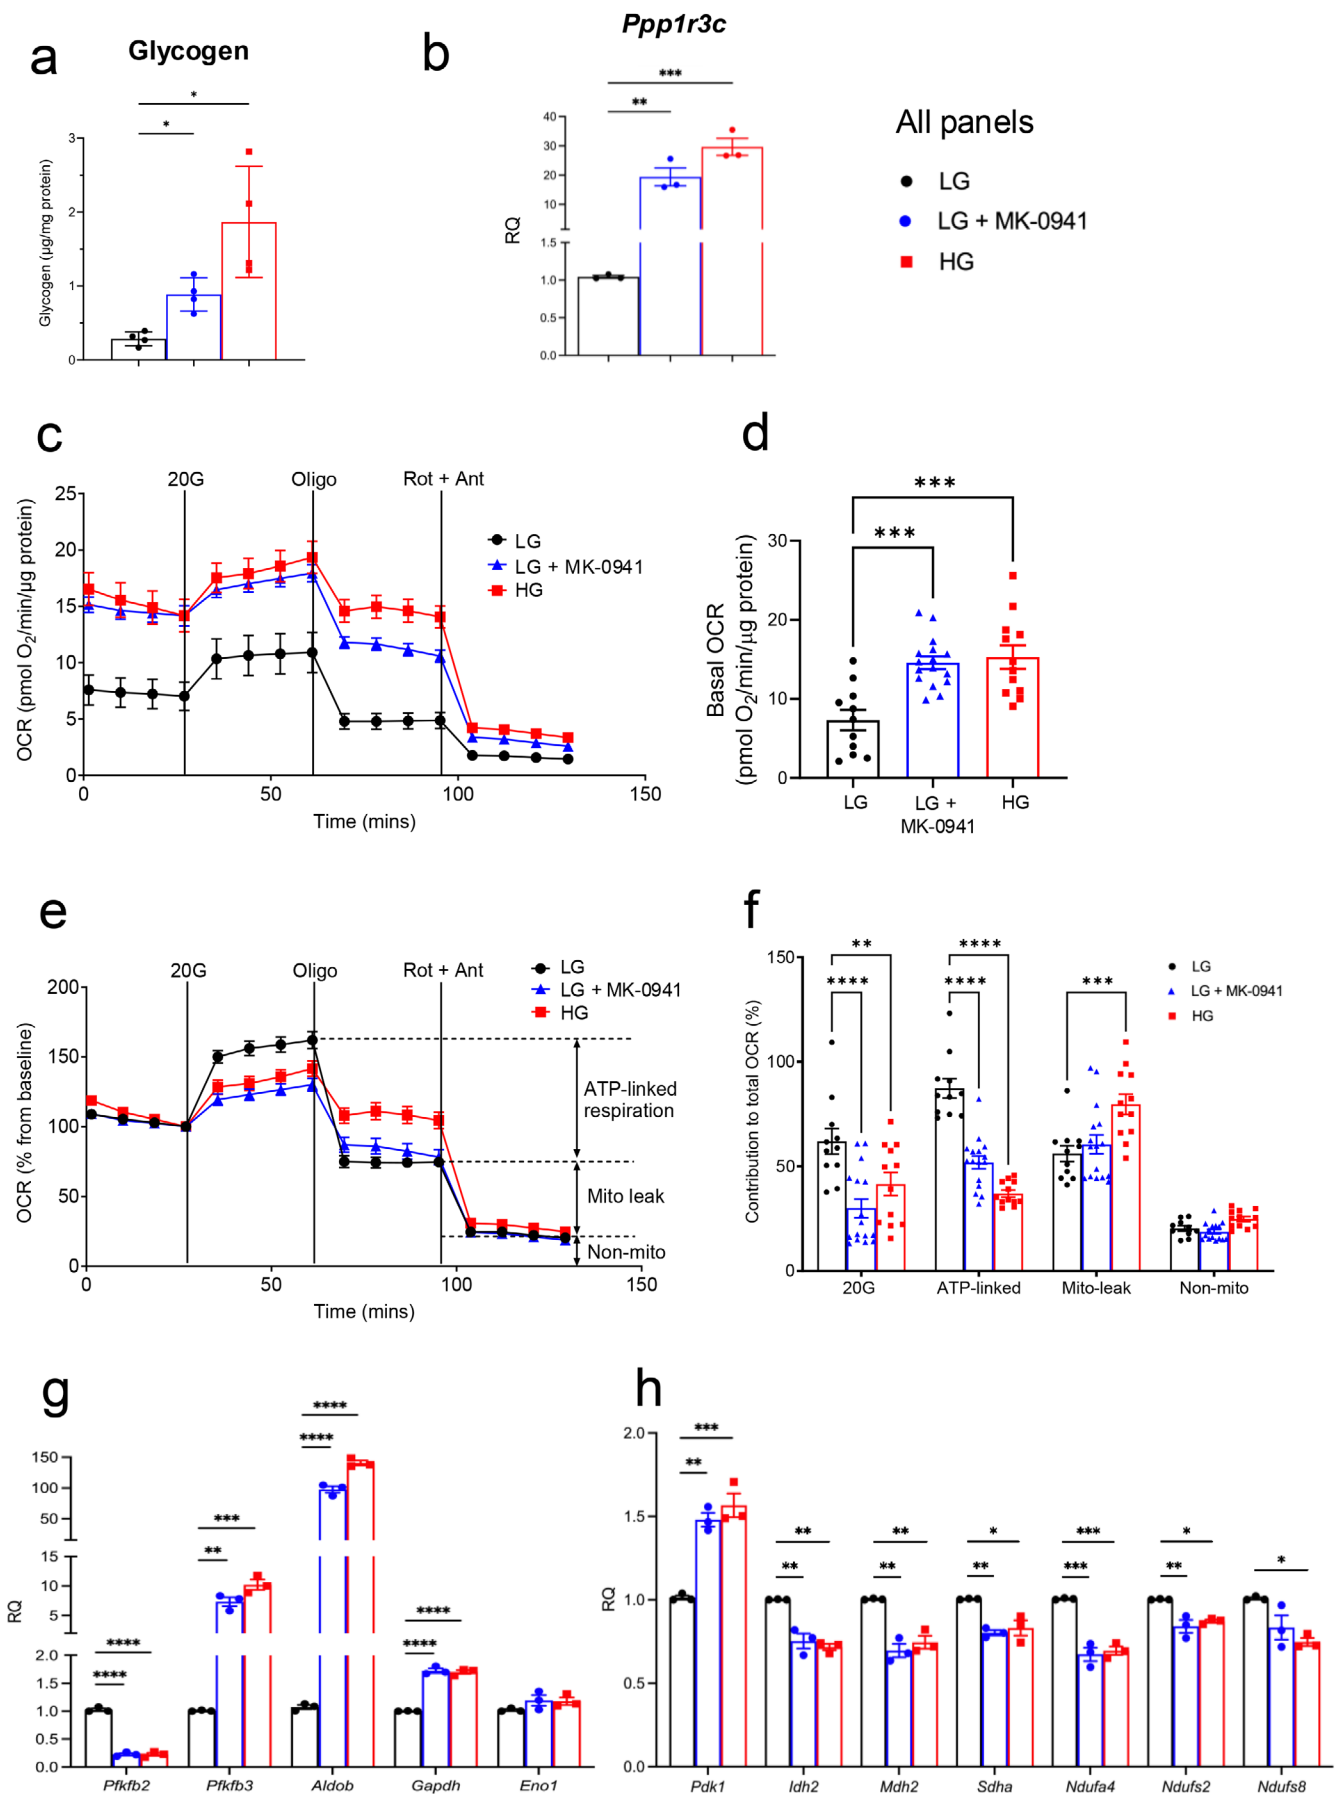 a
Glycogen
*
*
Glycogen (µg/mg protein)
3
2
1
0
b
Ppp1r3c
***
**
RQ
40
30
20
10
1.5
1.0
0.5
0.0
All panels
LG
LG + MK-0941
HG
c
20G
Oligo
Rot + Ant
OCR (pmol O2/min/µg protein)
25
20
15
10
5
0
0
50
100
150
Time (mins)
LG
LG + MK-0941
HG
d
***
***
Basal OCR
(pmol O2/min/µg protein)
30
20
10
0
LG
LG +
MK-0941
HG
e
20G
Oligo
Rot + Ant
OCR (% from baseline)
200
150
100
50
0
0
50
100
150
Time (mins)
LG
LG + MK-0941
HG
ATP-linked
respiration
Mito leak
Non-mito
f
**
****
****
****
***
Contribution to total OCR (%)
150
100
50
0
20G
ATP-linked
Mito-leak
Non-mito
LG
LG + MK-0941
HG
g
RQ
150
100
50
15
10
5
2.0
1.5
1.0
0.5
0.0
****
****
***
**
****
****
****
****
Pfkfb2
Pfkfb3
Aldob
Gapdh
Eno1
h
RQ
2.0
1.5
1.0
0.5
0.0
***
**
**
**
**
**
*
**
***
***
*
**
*
Pdk1
Idh2
Mdh2
Sdha
Ndufa4
Ndufs2
Ndufs8